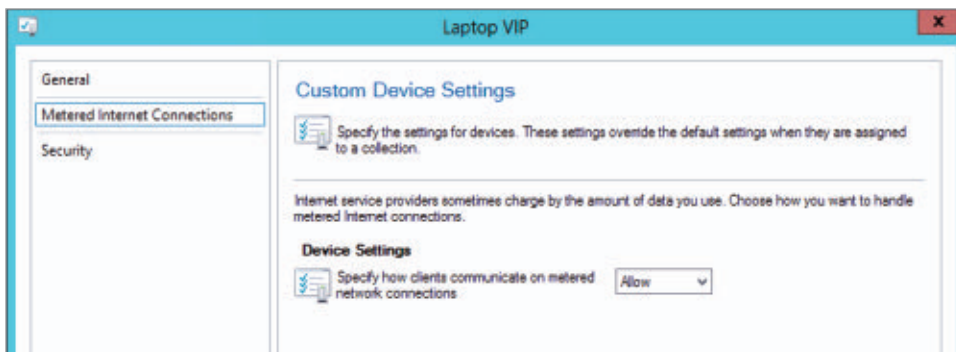 Laptop VIP
x
General
Metered Internet Connections
Security
Custom Device Settings
Specify the settings for devices. These settings override the default settings when they are assigned
to a collection.
Internet service providers sometimes charge by the amount of data you use. Choose how you want to handle
metered Internet connections.
Device Settings
Specify how clients communicate on metered
network connections
Allow